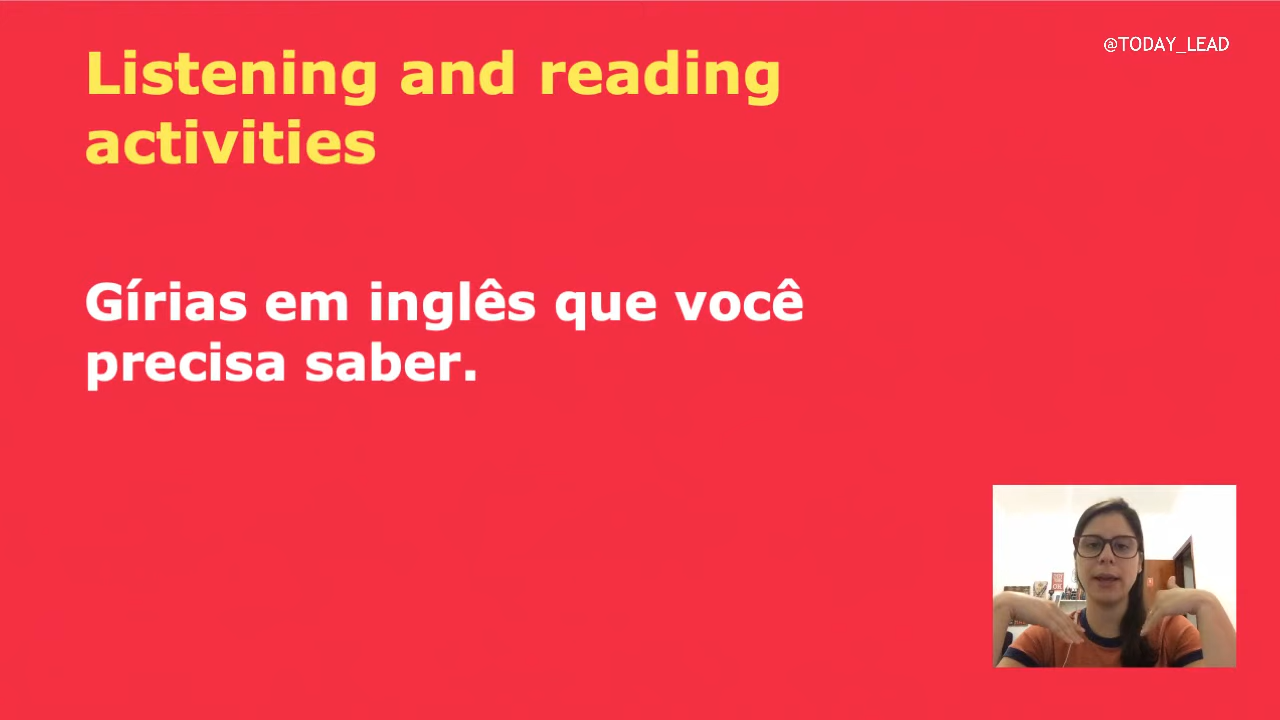 @TODAY_LEAD
Listening and reading
activities
Gírias em inglês que você
precisa saber.